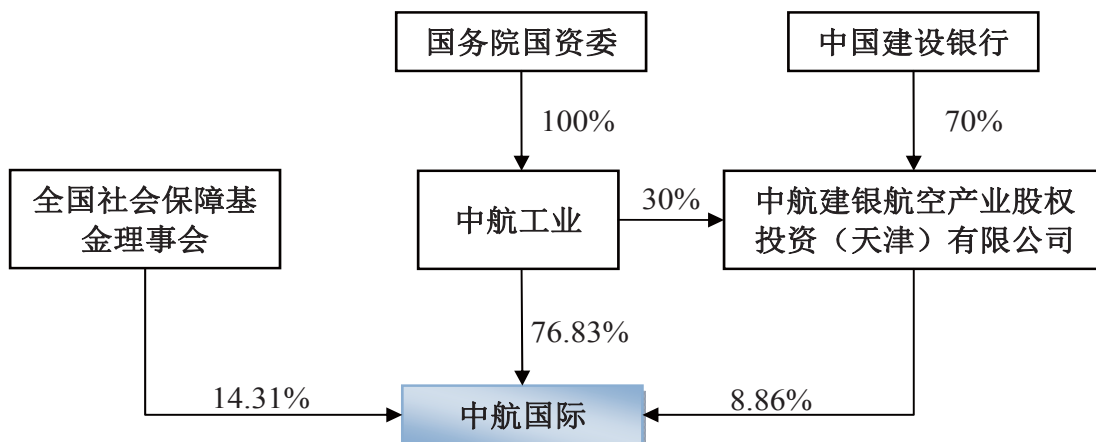 国务院国资委
中国建设银行
100%
70%
全国社会保障基
金理事会
中航工业
30%
中航建银航空产业股权
投资（天津）有限公司
76.83%
14.31%
中航国际
8.86%